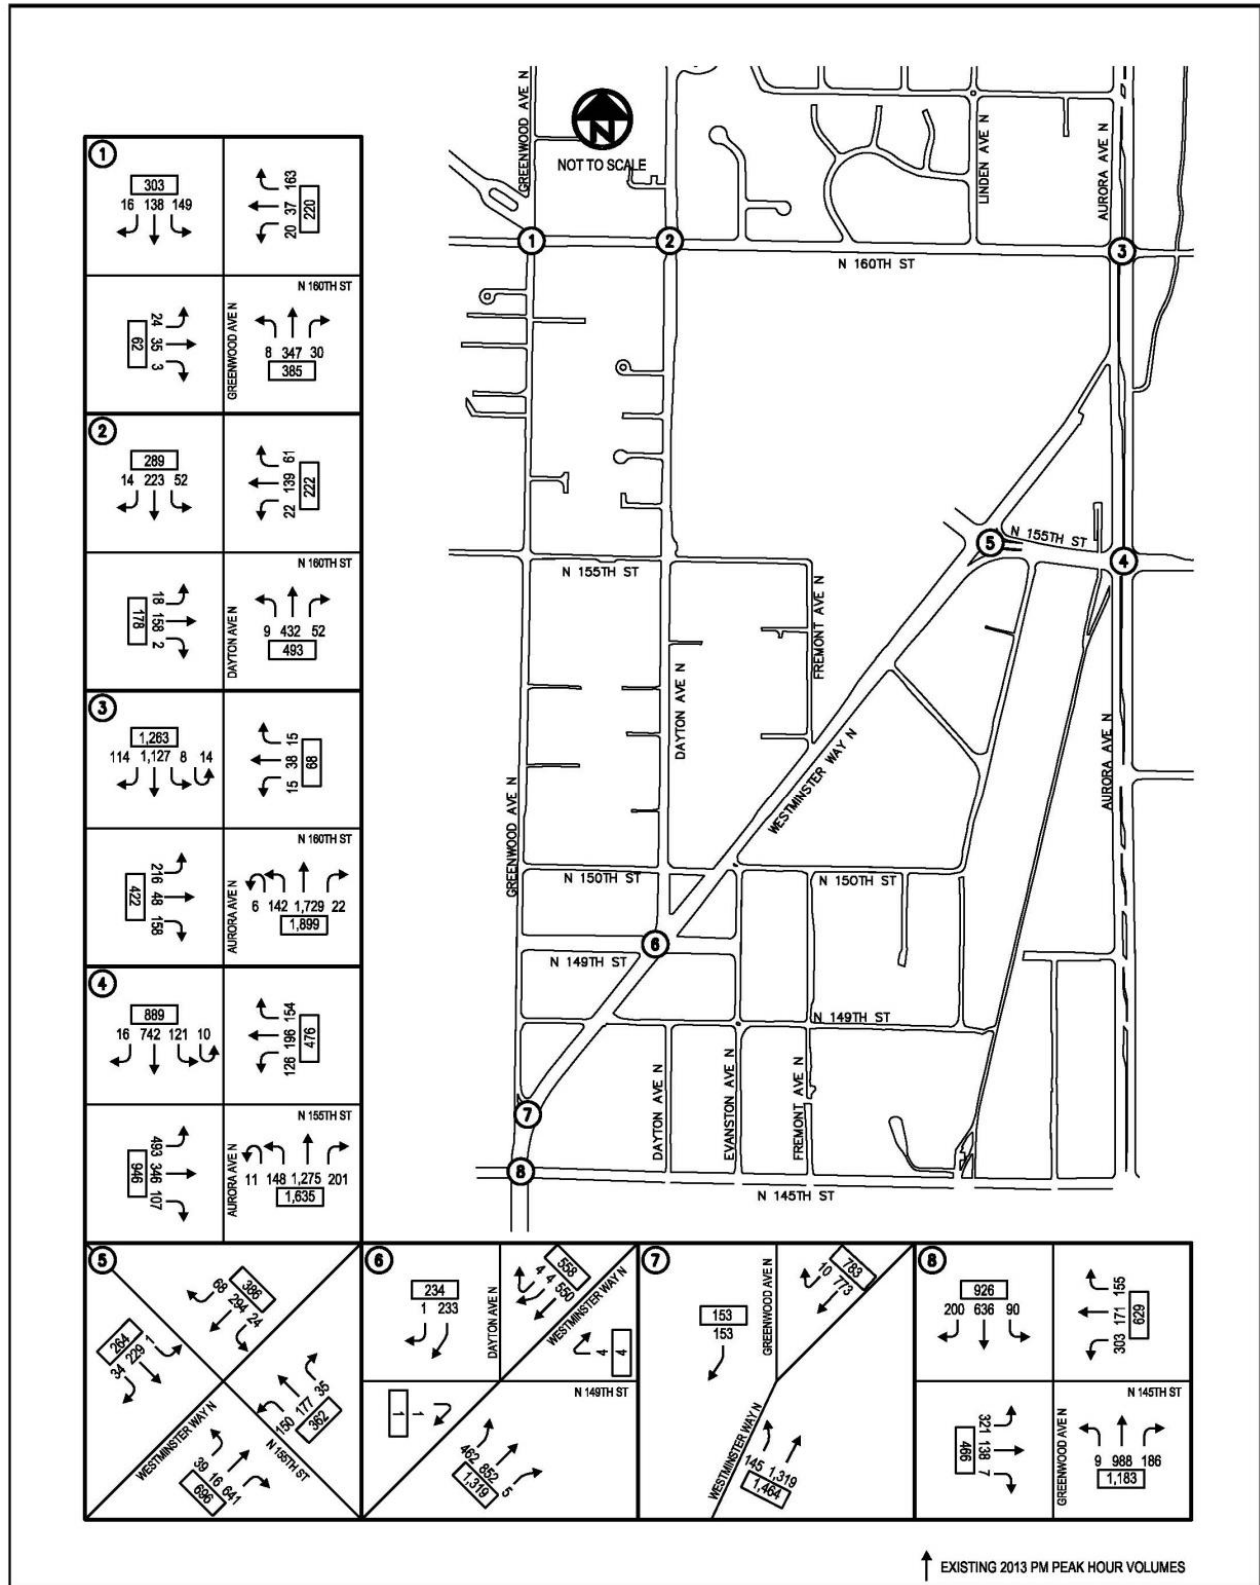 GREENWOOD AVE N
N
NOT TO SCALE
LINDEN AVE N
AURORA AVE N
1
2
3
N 160TH ST
5
N 155TH ST
4
N 155TH ST
FREMONT AVE N
DAYTON AVE N
WESTMINSTER WAY N
AURORA AVE N
GREENWOOD AVE N
N 150TH ST
N 150TH ST
6
N 149TH ST
N 149TH ST
7
DAYTON AVE N
EVANSTON AVE N
FREMONT AVE N
8
N 145TH ST
1
303
16 138 149
163
37
20
220
24
35
3
62
N 160TH ST
GREENWOOD AVE N
8 347 30
385
2
289
14 223 52
61
139
22
222
18
158
2
178
N 160TH ST
DAYTON AVE N
9 432 52
493
3
1,263
114 1,127 8 14
15
38
15
68
216
48
158
422
N 160TH ST
AURORA AVE N
6 142 1,729 22
1,899
4
889
16 742 121 10
154
196
126
476
493
346
107
946
N 155TH ST
AURORA AVE N
11 148 1,275 201
1,635
5
386
68 294 24
264
34 229 1
150 177 35
362
WESTMINSTER WAY N
N 155TH ST
39 16 641
696
6
234
1 233
DAYTON AVE N
558
4 4 550
WESTMINSTER WAY N
4
4
N 149TH ST
1
1
462 852 5
1,319
7
153
153
GREENWOOD AVE N
783
10 773
WESTMINSTER WAY N
145 1,319
1,464
8
926
200 636 90
155
171
303
629
321
138
7
466
N 145TH ST
GREENWOOD AVE N
9 988 186
1,183
EXISTING 2013 PM PEAK HOUR VOLUMES